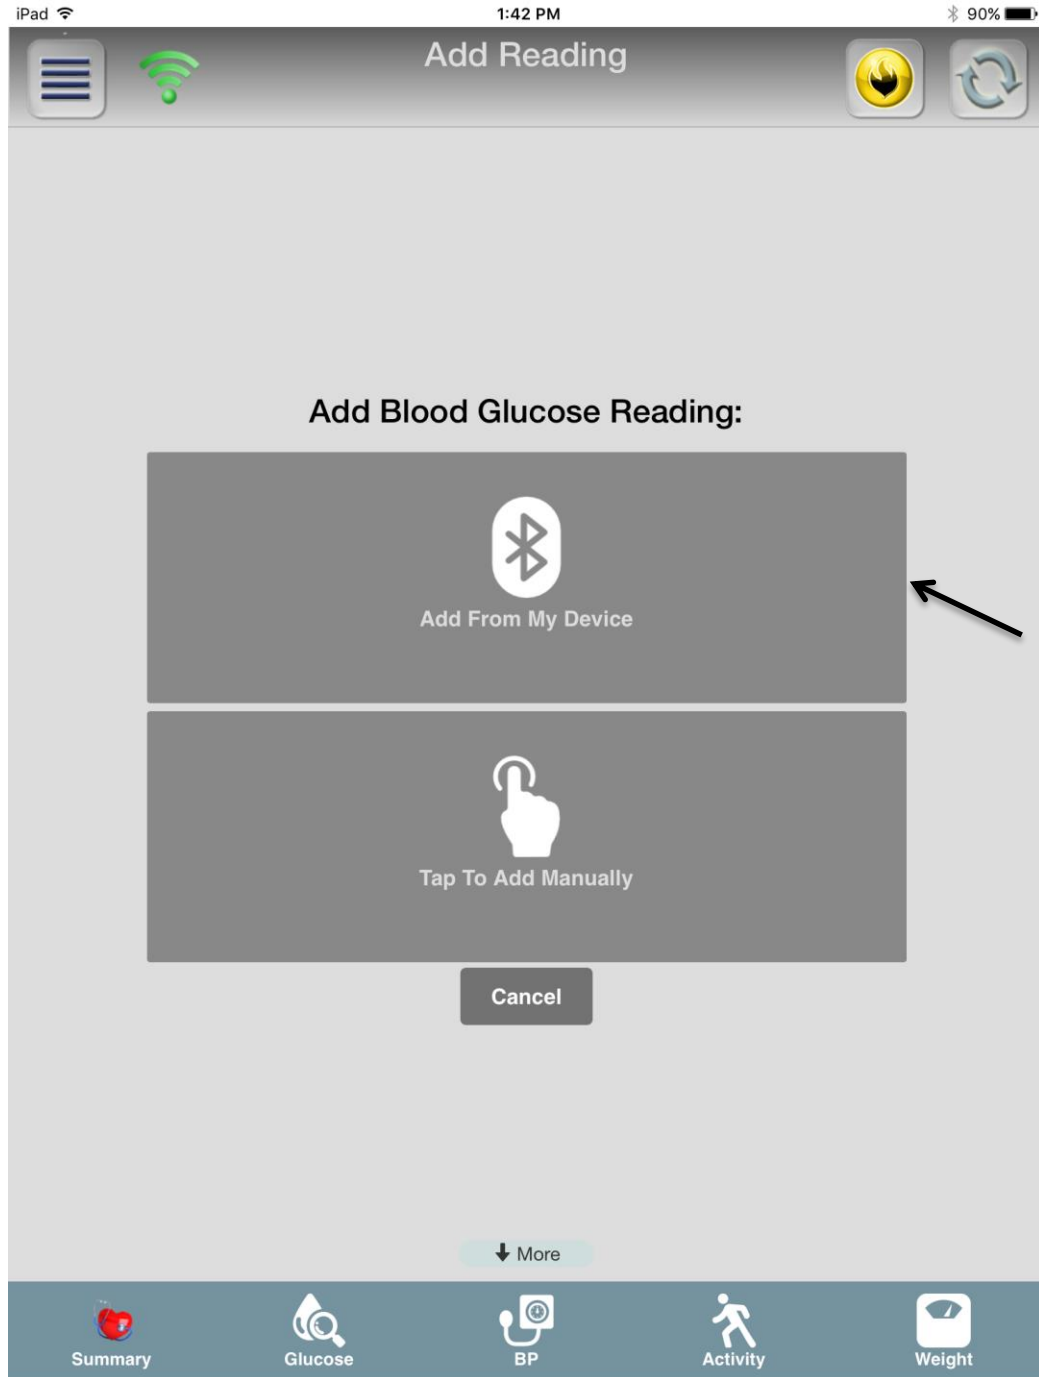 iPad
1:42 PM
90%
Add Reading
Add Blood Glucose Reading:
Add From My Device
Tap To Add Manually
Cancel
More
Summary
Glucose
BP
Activity
Weight